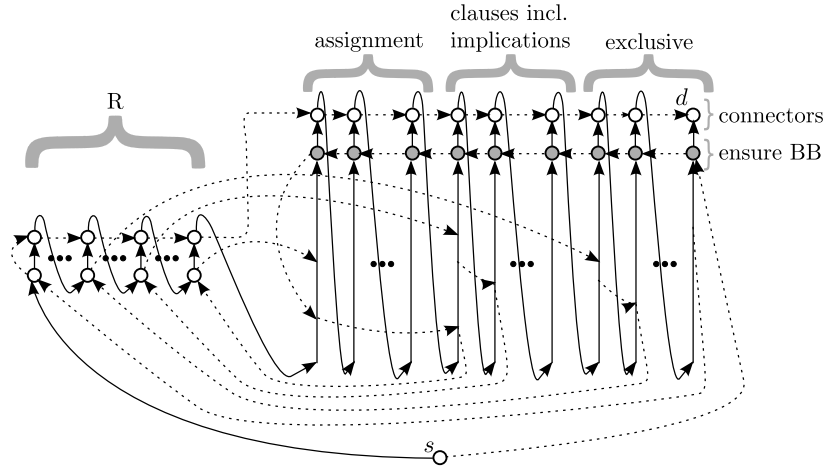 clauses incl.
assignment implications exclusive
R
d
connectors
ensure BB
s